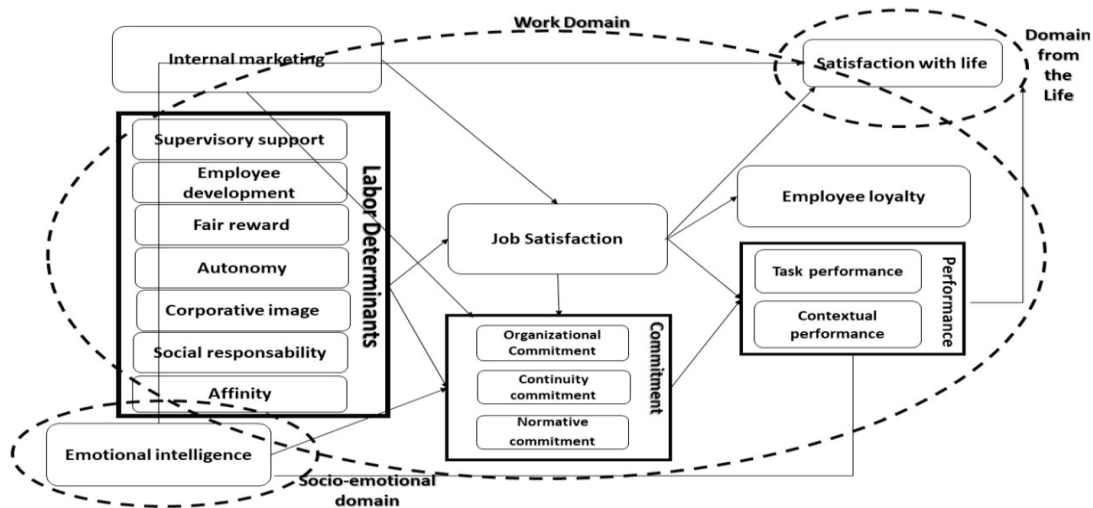 Work Domain
Internal marketing
Satisfaction with life
Domain
from
the
Life
Supervisory support
Employee
development
Fair reward
Autonomy
Corporative image
Social responsability
Affinity
Labor Determinants
Job Satisfaction
Employee loyalty
Task performance
Contextual
performance
Performance
Organizational
Commitment
Continuity
commitment
Normative
commitment
Commitment
Emotional intelligence
Socio-emotional
domain